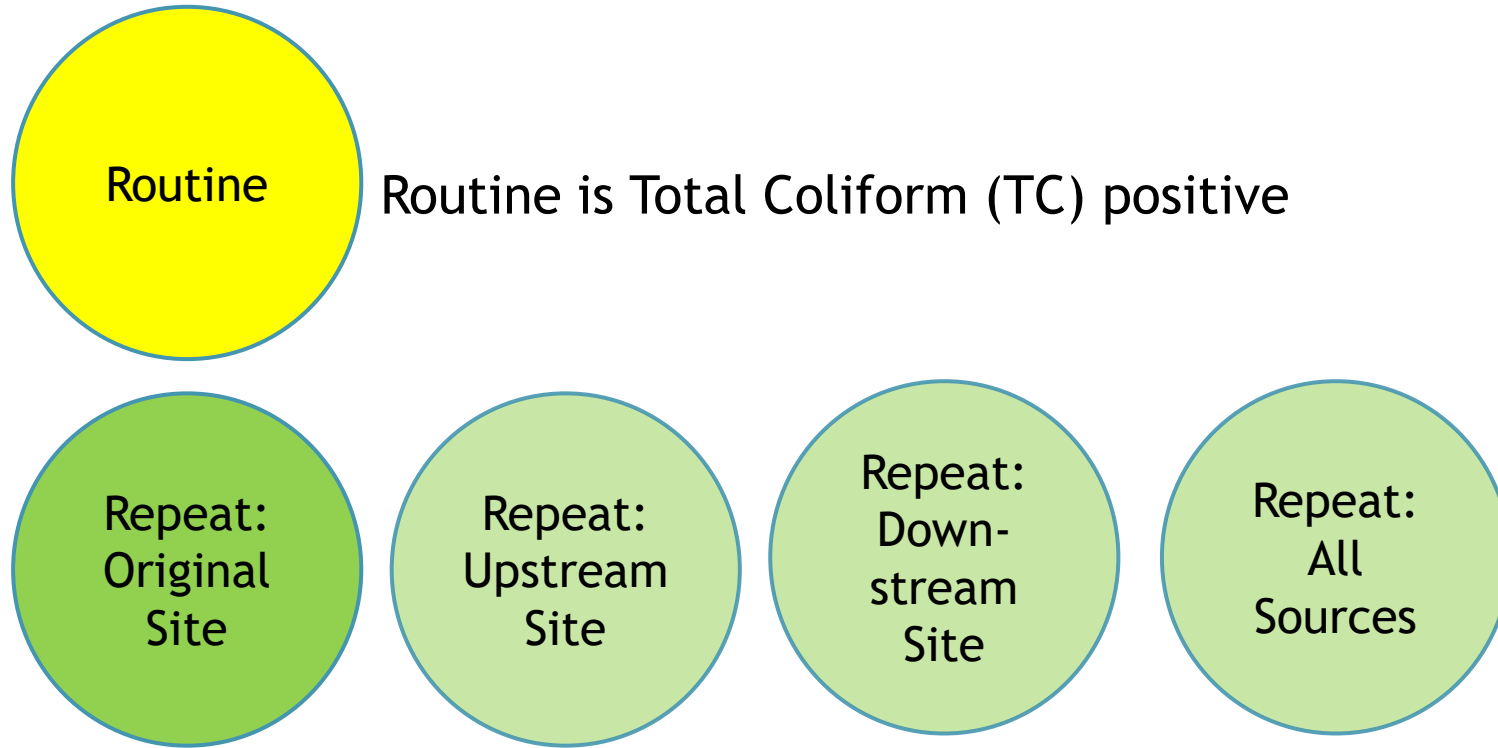 Routine
Routine is Total Coliform (TC) positive
Repeat:
Original
Site
Repeat:
Upstream
Site
Repeat:
Down-
stream
Site
Repeat:
All
Sources